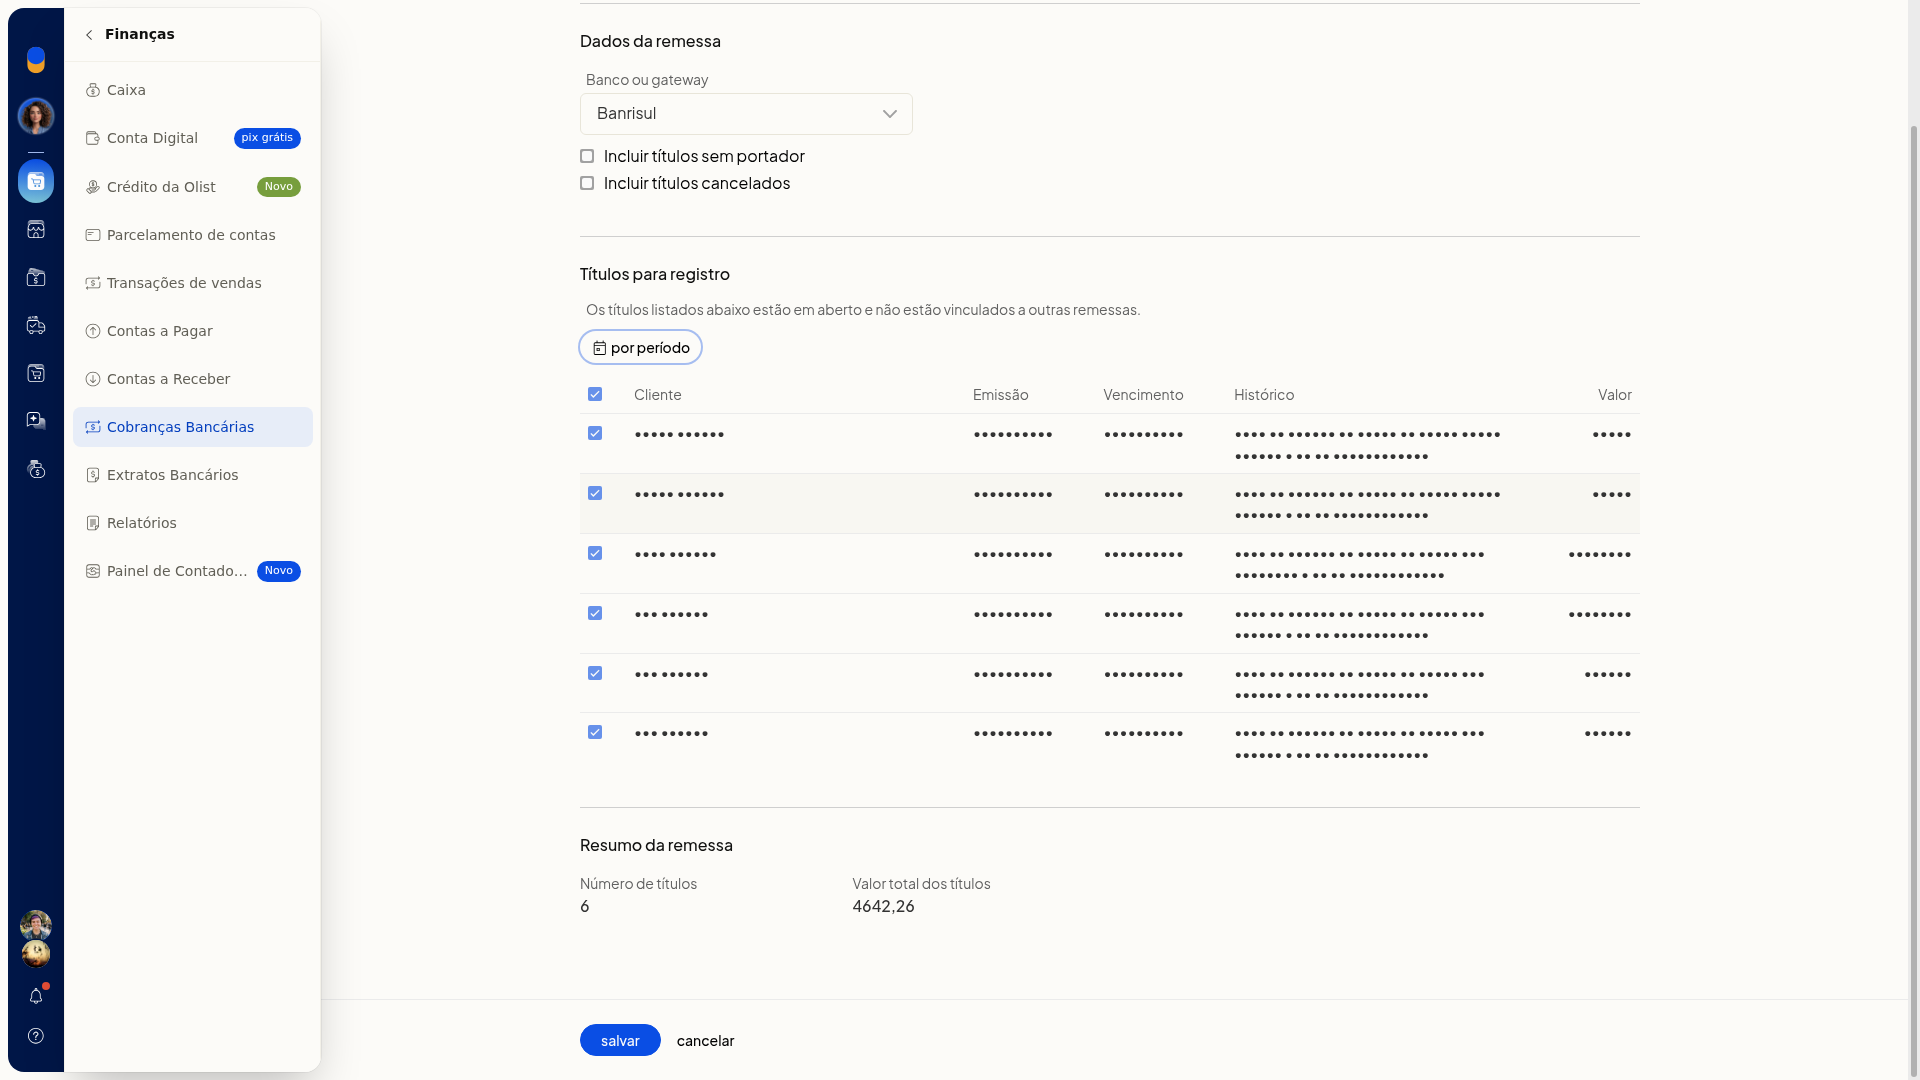 Finanças
Caixa
Conta Digital
pix grátis
Crédito da Olist
Novo
Parcelamento de contas
Transações de vendas
Contas a Pagar
Contas a Receber
Cobranças Bancárias
Extratos Bancários
Relatórios
Painel de Contado...
Novo
Dados da remessa
Banco ou gateway
Banrisul
Incluir títulos sem portador
Incluir títulos cancelados
Títulos para registro
Os títulos listados abaixo estão em aberto e não estão vinculados a outras remessas.
por período
Cliente Emissão Vencimento Histórico Valor
Resumo da remessa
Número de títulos Valor total dos títulos
6 4642,26
salvar cancelar